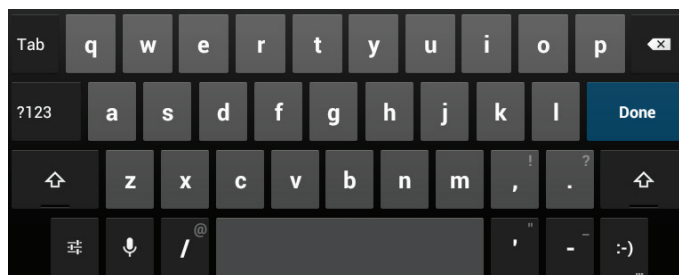 Tab q w e r t y u i o p
?123 a s d f g h j k l Done
z x c v b n m , ! . ?
/ @ ' " - _ :-)